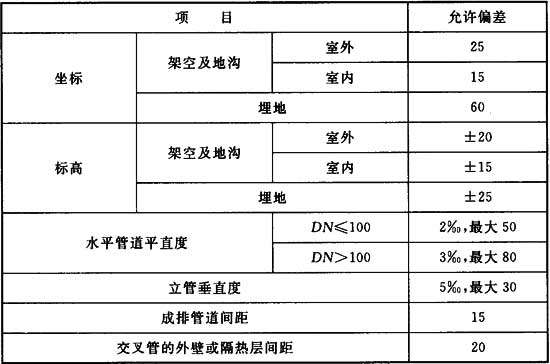 项 目 允许偏差
坐标 架空及地沟 室外 25
室内 15
埋地 60
标高 架空及地沟 室外 ±20
室内 ±15
埋地 ±25
水平管道平直度 DN≤100 2‰,最大 50
DN>100 3‰,最大 80
立管垂直度 5‰,最大 30
成排管道间距 15
交叉管的外壁或隔热层间距 20